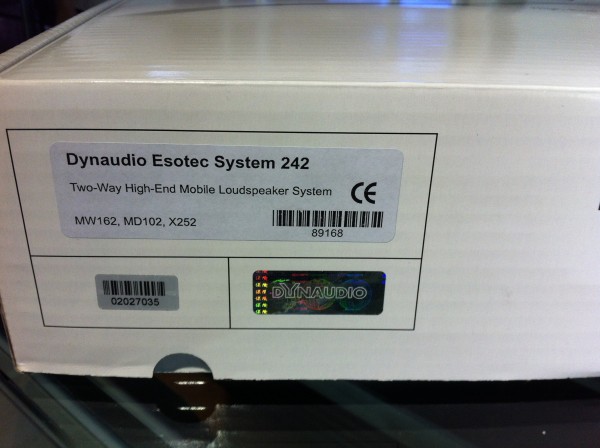 Dynaudio Esotec System 242
Two-Way High-End Mobile Loudspeaker System
CE
MW162, MD102, X252
89168
02027035
DYNAUDIO